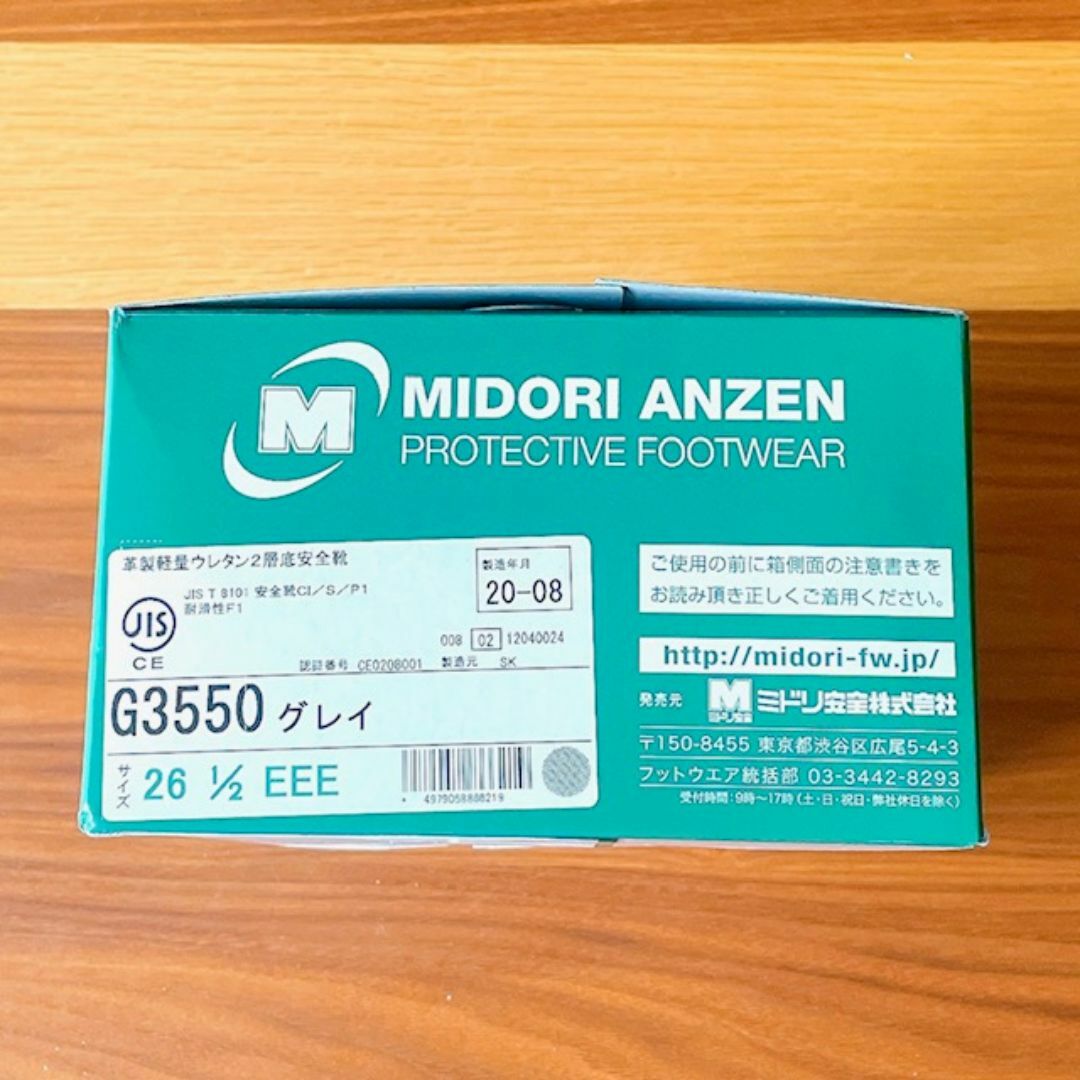 M
MIDORI ANZEN
PROTECTIVE FOOTWEAR
革製軽量ウレタン2層底安全靴
JIS T 8101 安全靴CI/S/P1
耐滑性F1
JIS
CE
製造年月
20-08
008 02 12040024
認証番号 CE0208001 製造元 SK
G3550 グレイ
サイズ 26 ½ EEE
ご使用の前に箱側面の注意書きを
お読み頂き正しくご着用ください。
http://midori-fw.jp/
発売元 M ミドリ安全 ミドリ安全株式会社
〒150-8455 東京都渋谷区広尾5-4-3
フットウエア統括部 03-3442-8293
受付時間:9時〜17時(土・日・祝日・弊社休日を除く)